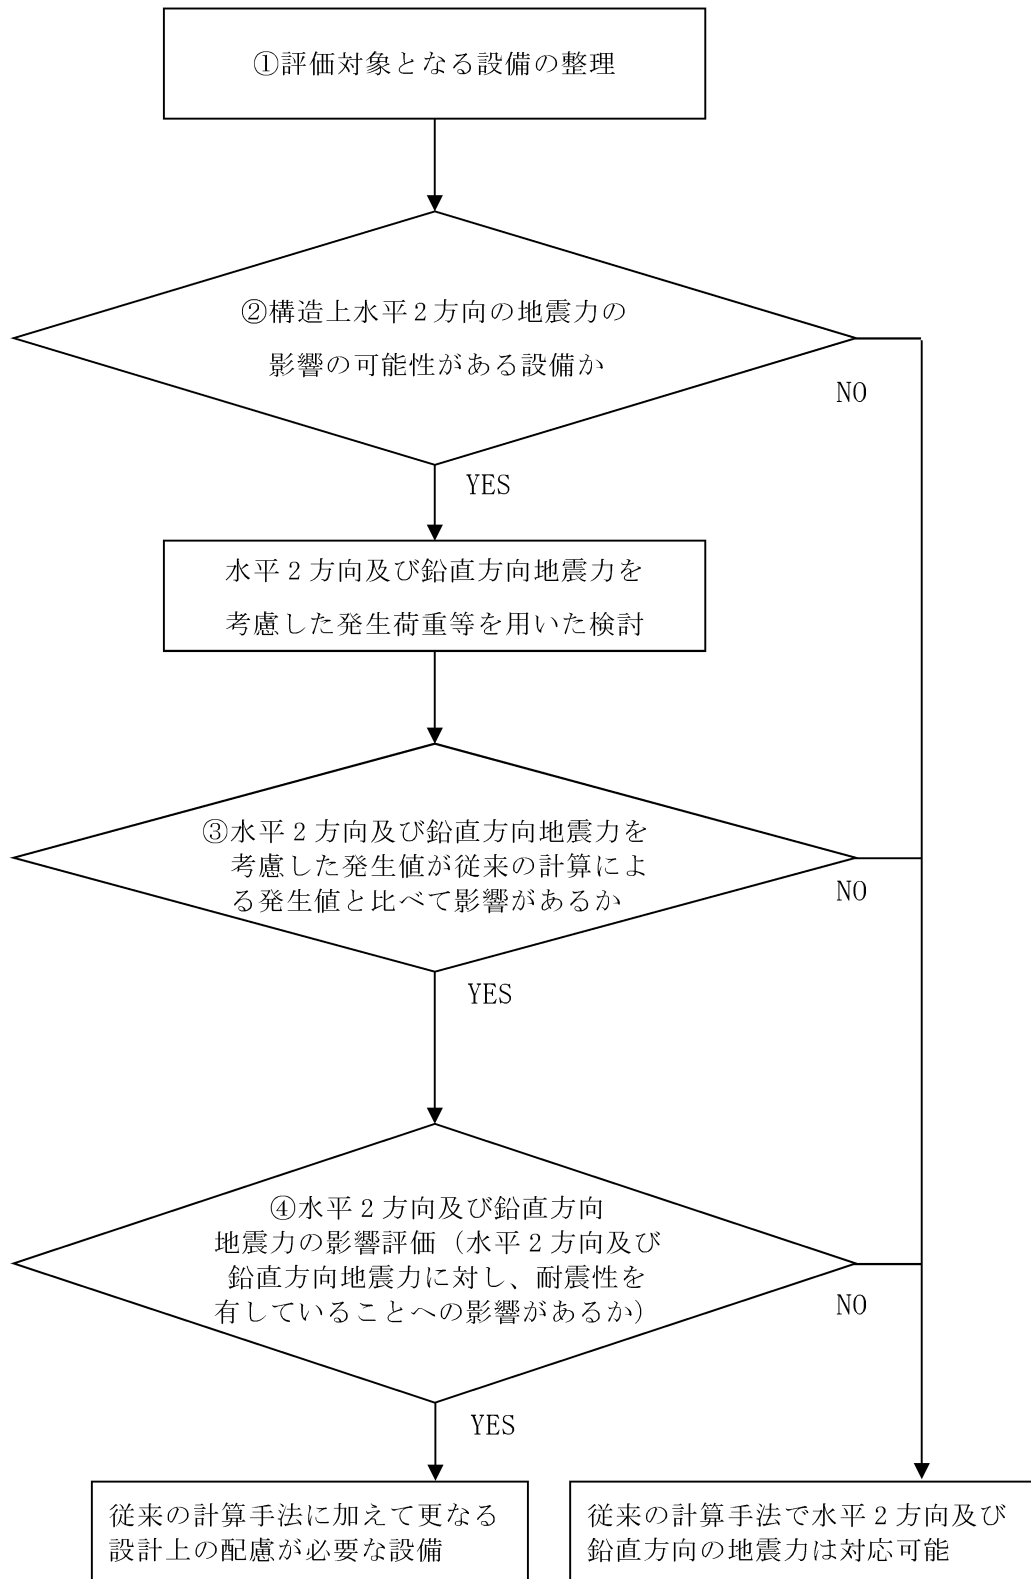 ①評価対象となる設備の整理
②構造上水平２方向の地震力の
影響の可能性がある設備か
NO
YES
水平２方向及び鉛直方向地震力を
考慮した発生荷重等を用いた検討
③水平２方向及び鉛直方向地震力を
考慮した発生値が従来の計算によ
る発生値と比べて影響があるか
NO
YES
④水平２方向及び鉛直方向
地震力の影響評価（水平２方向及び
鉛直方向地震力に対し、耐震性を
有していることへの影響があるか）
NO
YES
従来の計算手法に加えて更なる
設計上の配慮が必要な設備
従来の計算手法で水平２方向及び
鉛直方向の地震力は対応可能